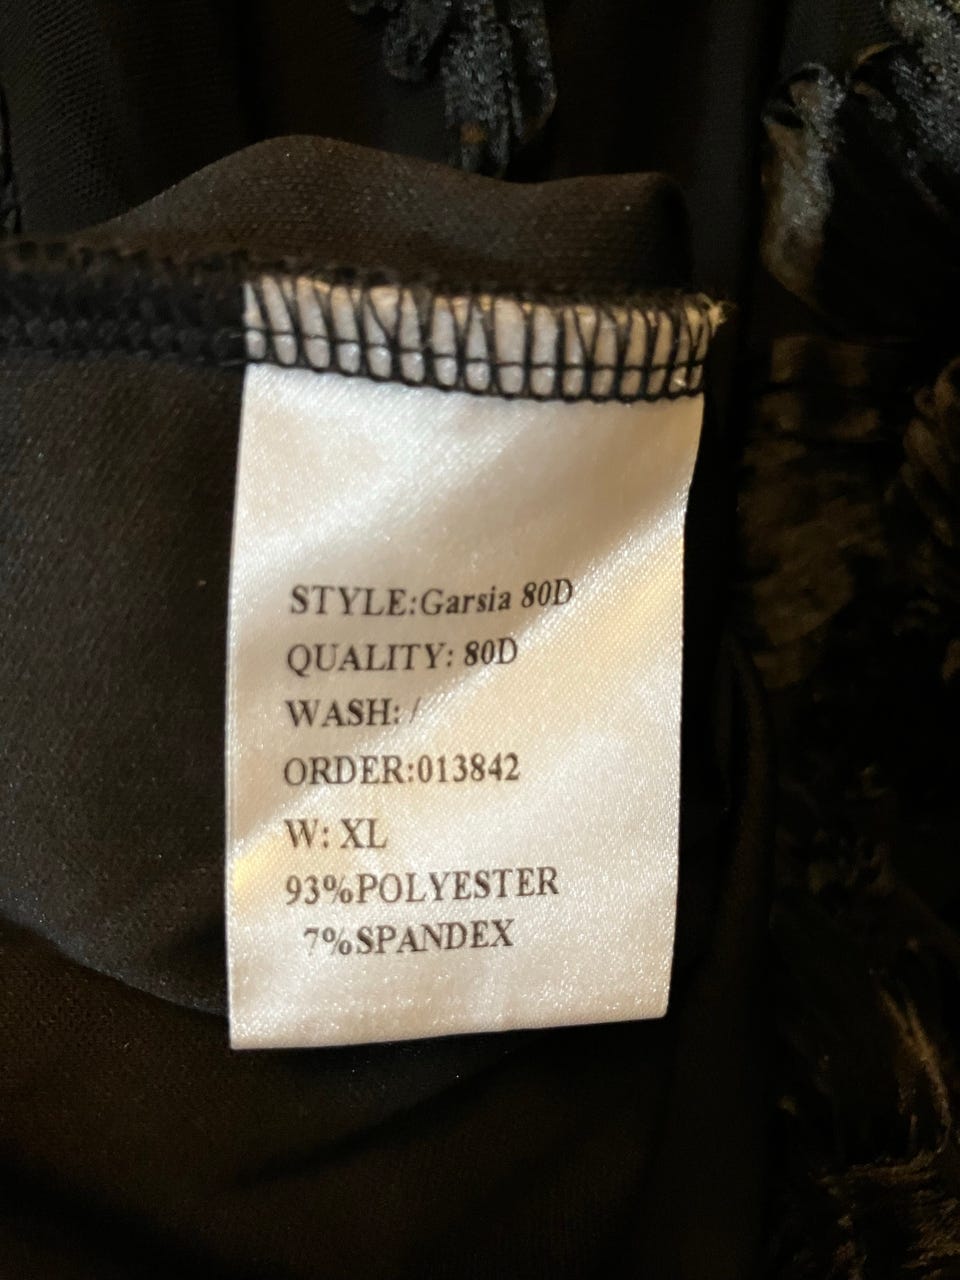 STYLE:Garsia 80D
QUALITY: 80D
WASH: /
ORDER:013842
W: XL
93%POLYESTER
7%SPANDEX